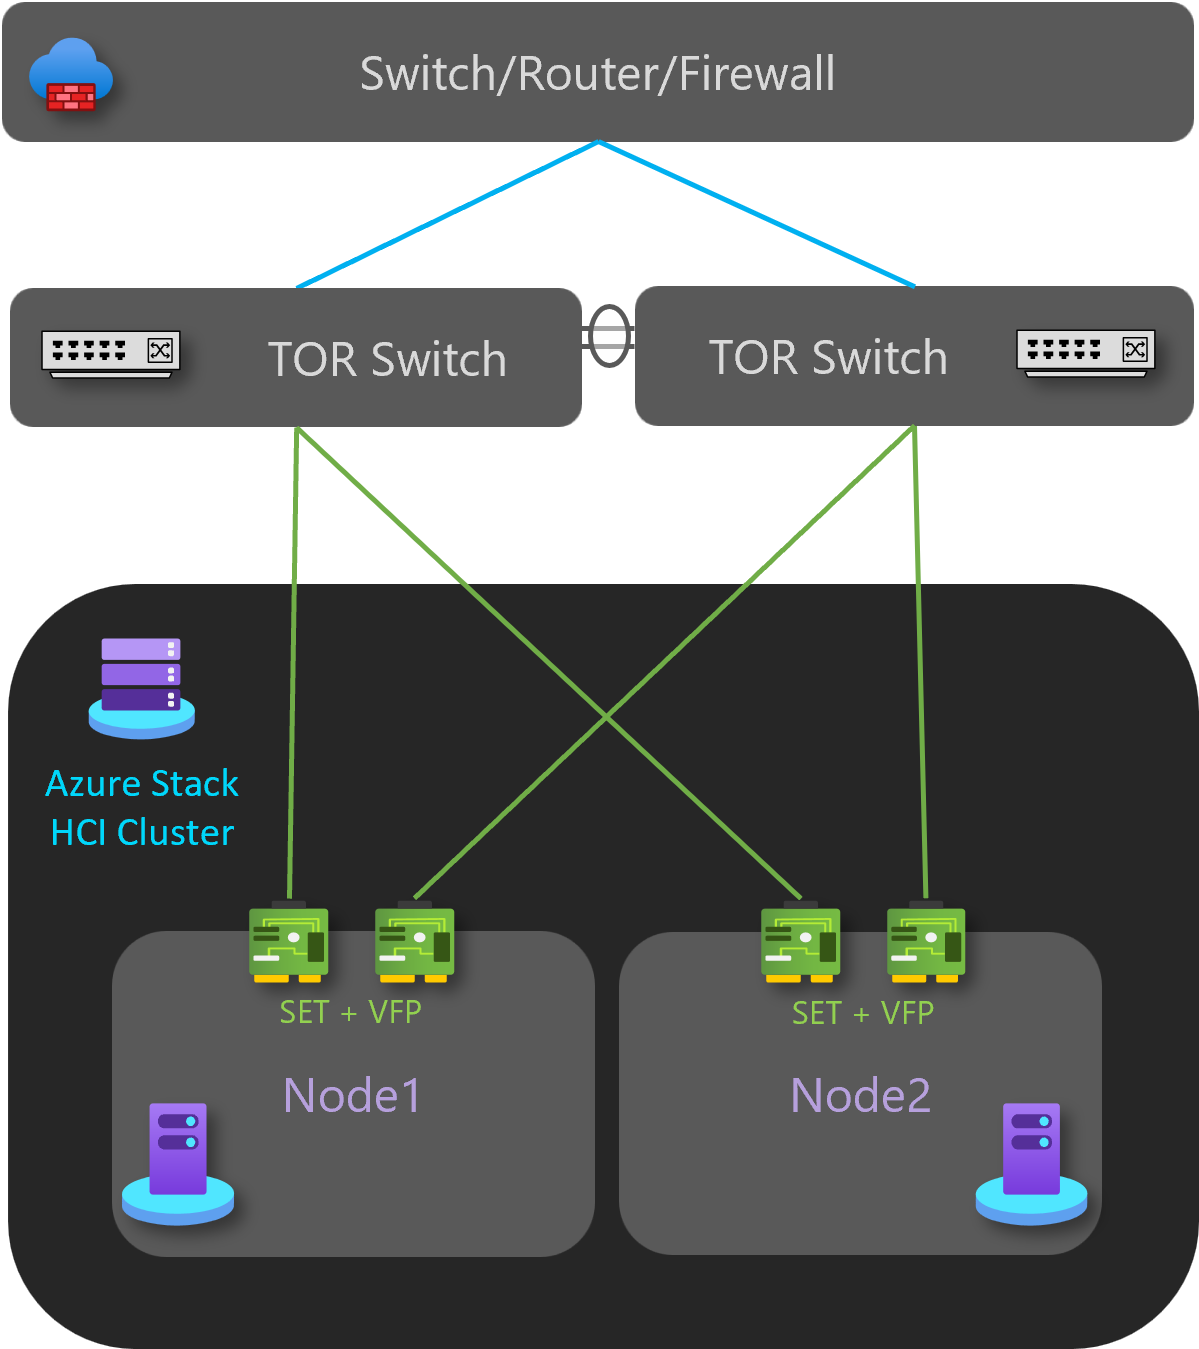 Switch/Router/Firewall
TOR Switch
TOR Switch
Azure Stack
HCI Cluster
SET + VFP
SET + VFP
Node1
Node2